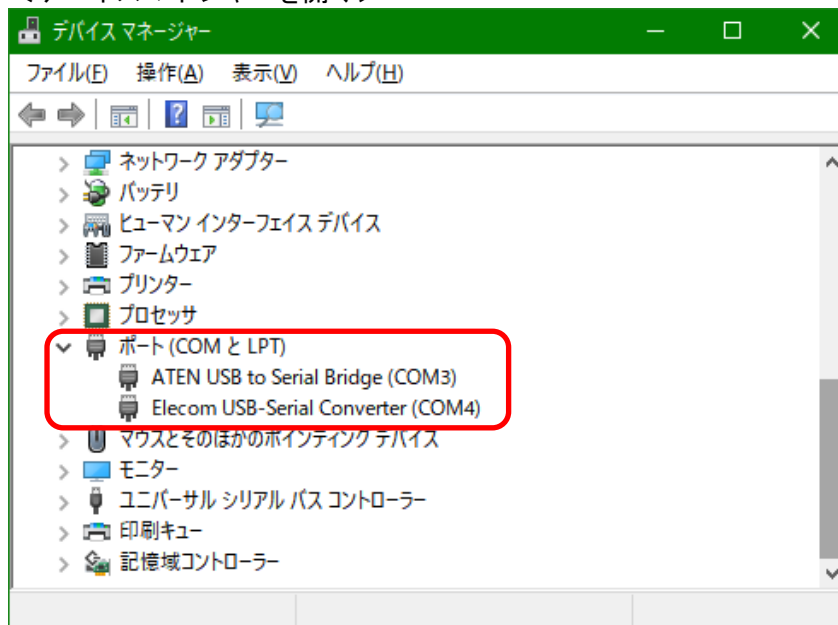 デバイス マネージャー
ファイル(F) 操作(A) 表示(V) ヘルプ(H)
ネットワーク アダプター
バッテリ
ヒューマン インターフェイス デバイス
ファームウェア
プリンター
プロセッサ
ポート (COM と LPT)
ATEN USB to Serial Bridge (COM3)
Elecom USB-Serial Converter (COM4)
マウスとそのほかのポインティング デバイス
モニター
ユニバーサル シリアル バス コントローラー
印刷キュー
記憶域コントローラー